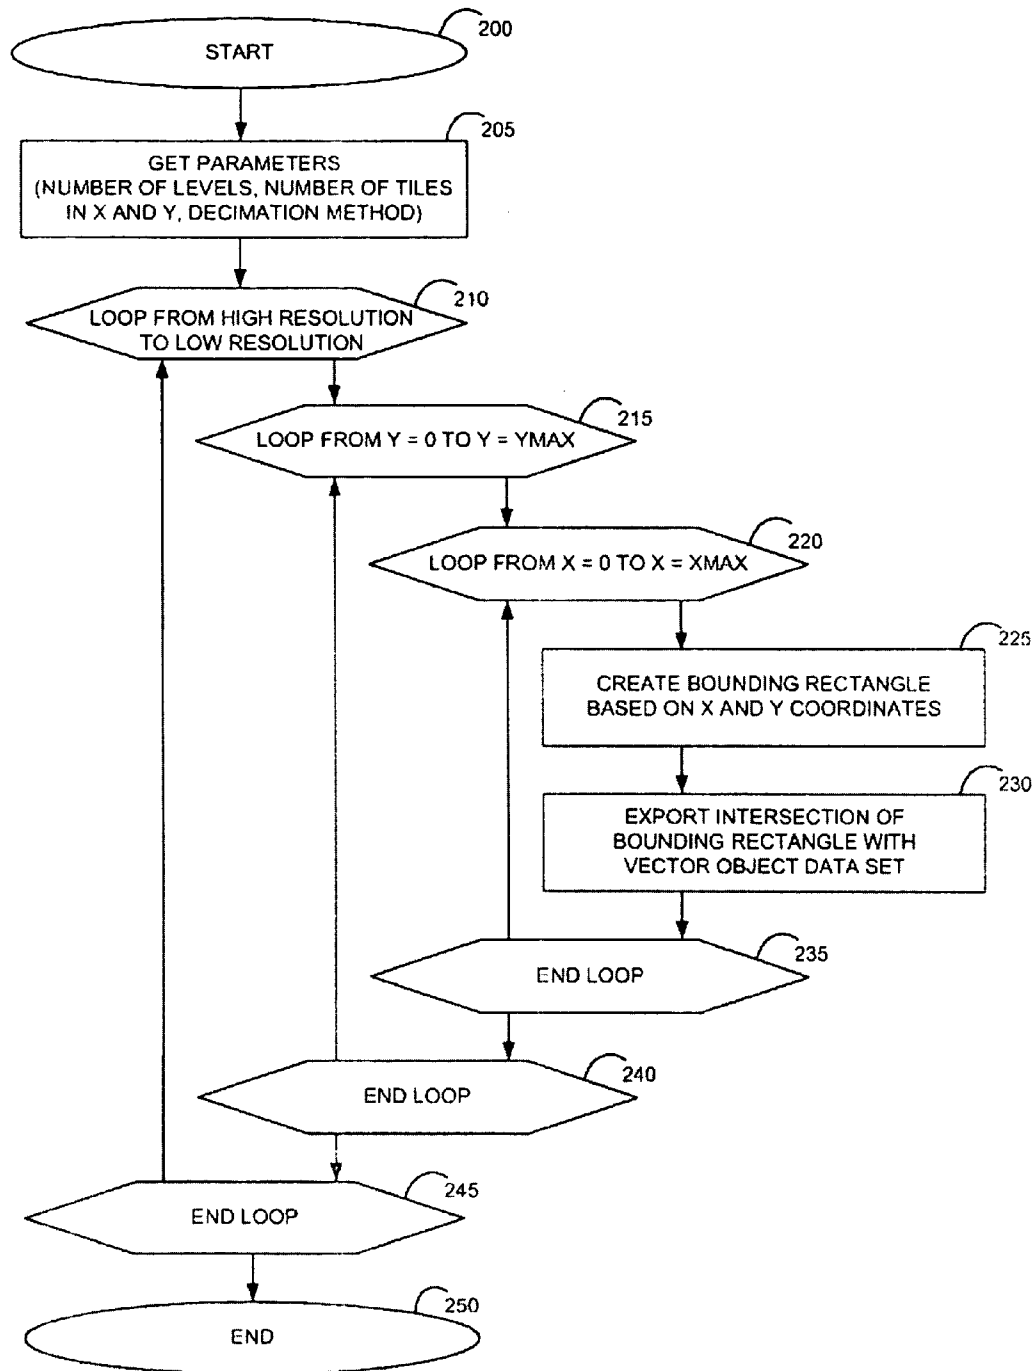 200
START
205
GET PARAMETERS
(NUMBER OF LEVELS, NUMBER OF TILES
IN X AND Y, DECIMATION METHOD)
210
LOOP FROM HIGH RESOLUTION
TO LOW RESOLUTION
215
LOOP FROM Y = 0 TO Y = YMAX
220
LOOP FROM X = 0 TO X = XMAX
225
CREATE BOUNDING RECTANGLE
BASED ON X AND Y COORDINATES
230
EXPORT INTERSECTION OF
BOUNDING RECTANGLE WITH
VECTOR OBJECT DATA SET
235
END LOOP
240
END LOOP
245
END LOOP
250
END